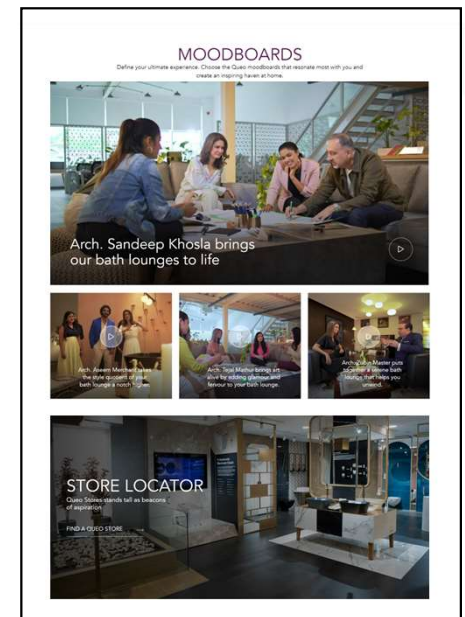 MOODBOARDS
Define your ultimate experience. Choose the Queo moodboards that resonate most with you and
create an inspiring haven at home.
Arch. Sandeep Khosla brings
our bath lounges to life
Arch. Aseem Merchant takes
the style quotient of your
bath lounge a notch higher.
Arch. Tejal Mathur brings art
alive by adding glamour and
fervour to your bath lounge.
Arch. Zubin Master puts
together a serene bath
lounge that helps you
unwind.
STORE LOCATOR
Queo Stores stands tall as beacons
of aspiration
FIND A QUEO STORE